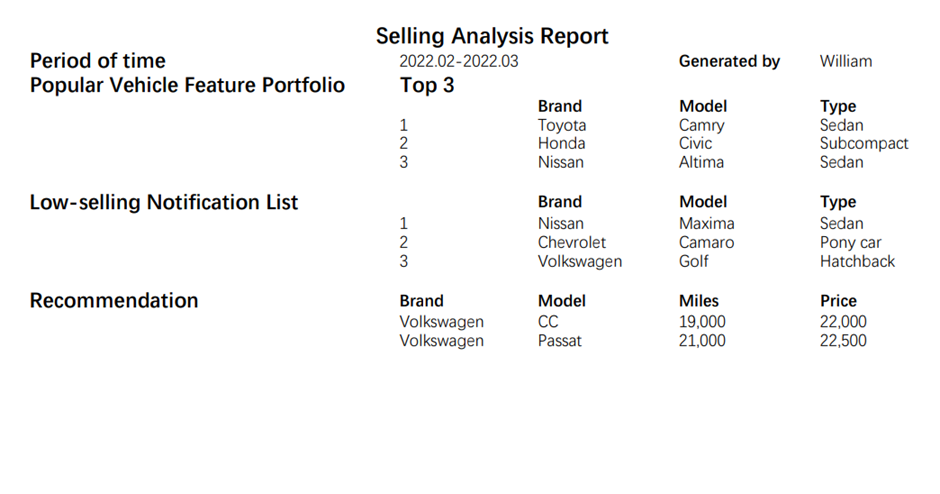 Selling Analysis Report
Period of time 2022.02-2022.03 Generated by William
Popular Vehicle Feature Portfolio Top 3
Brand Model Type
1 Toyota Camry Sedan
2 Honda Civic Subcompact
3 Nissan Altima Sedan
Low-selling Notification List Brand Model Type
1 Nissan Maxima Sedan
2 Chevrolet Camaro Pony car
3 Volkswagen Golf Hatchback
Recommendation Brand Model Miles Price
Volkswagen CC 19,000 22,000
Volkswagen Passat 21,000 22,500